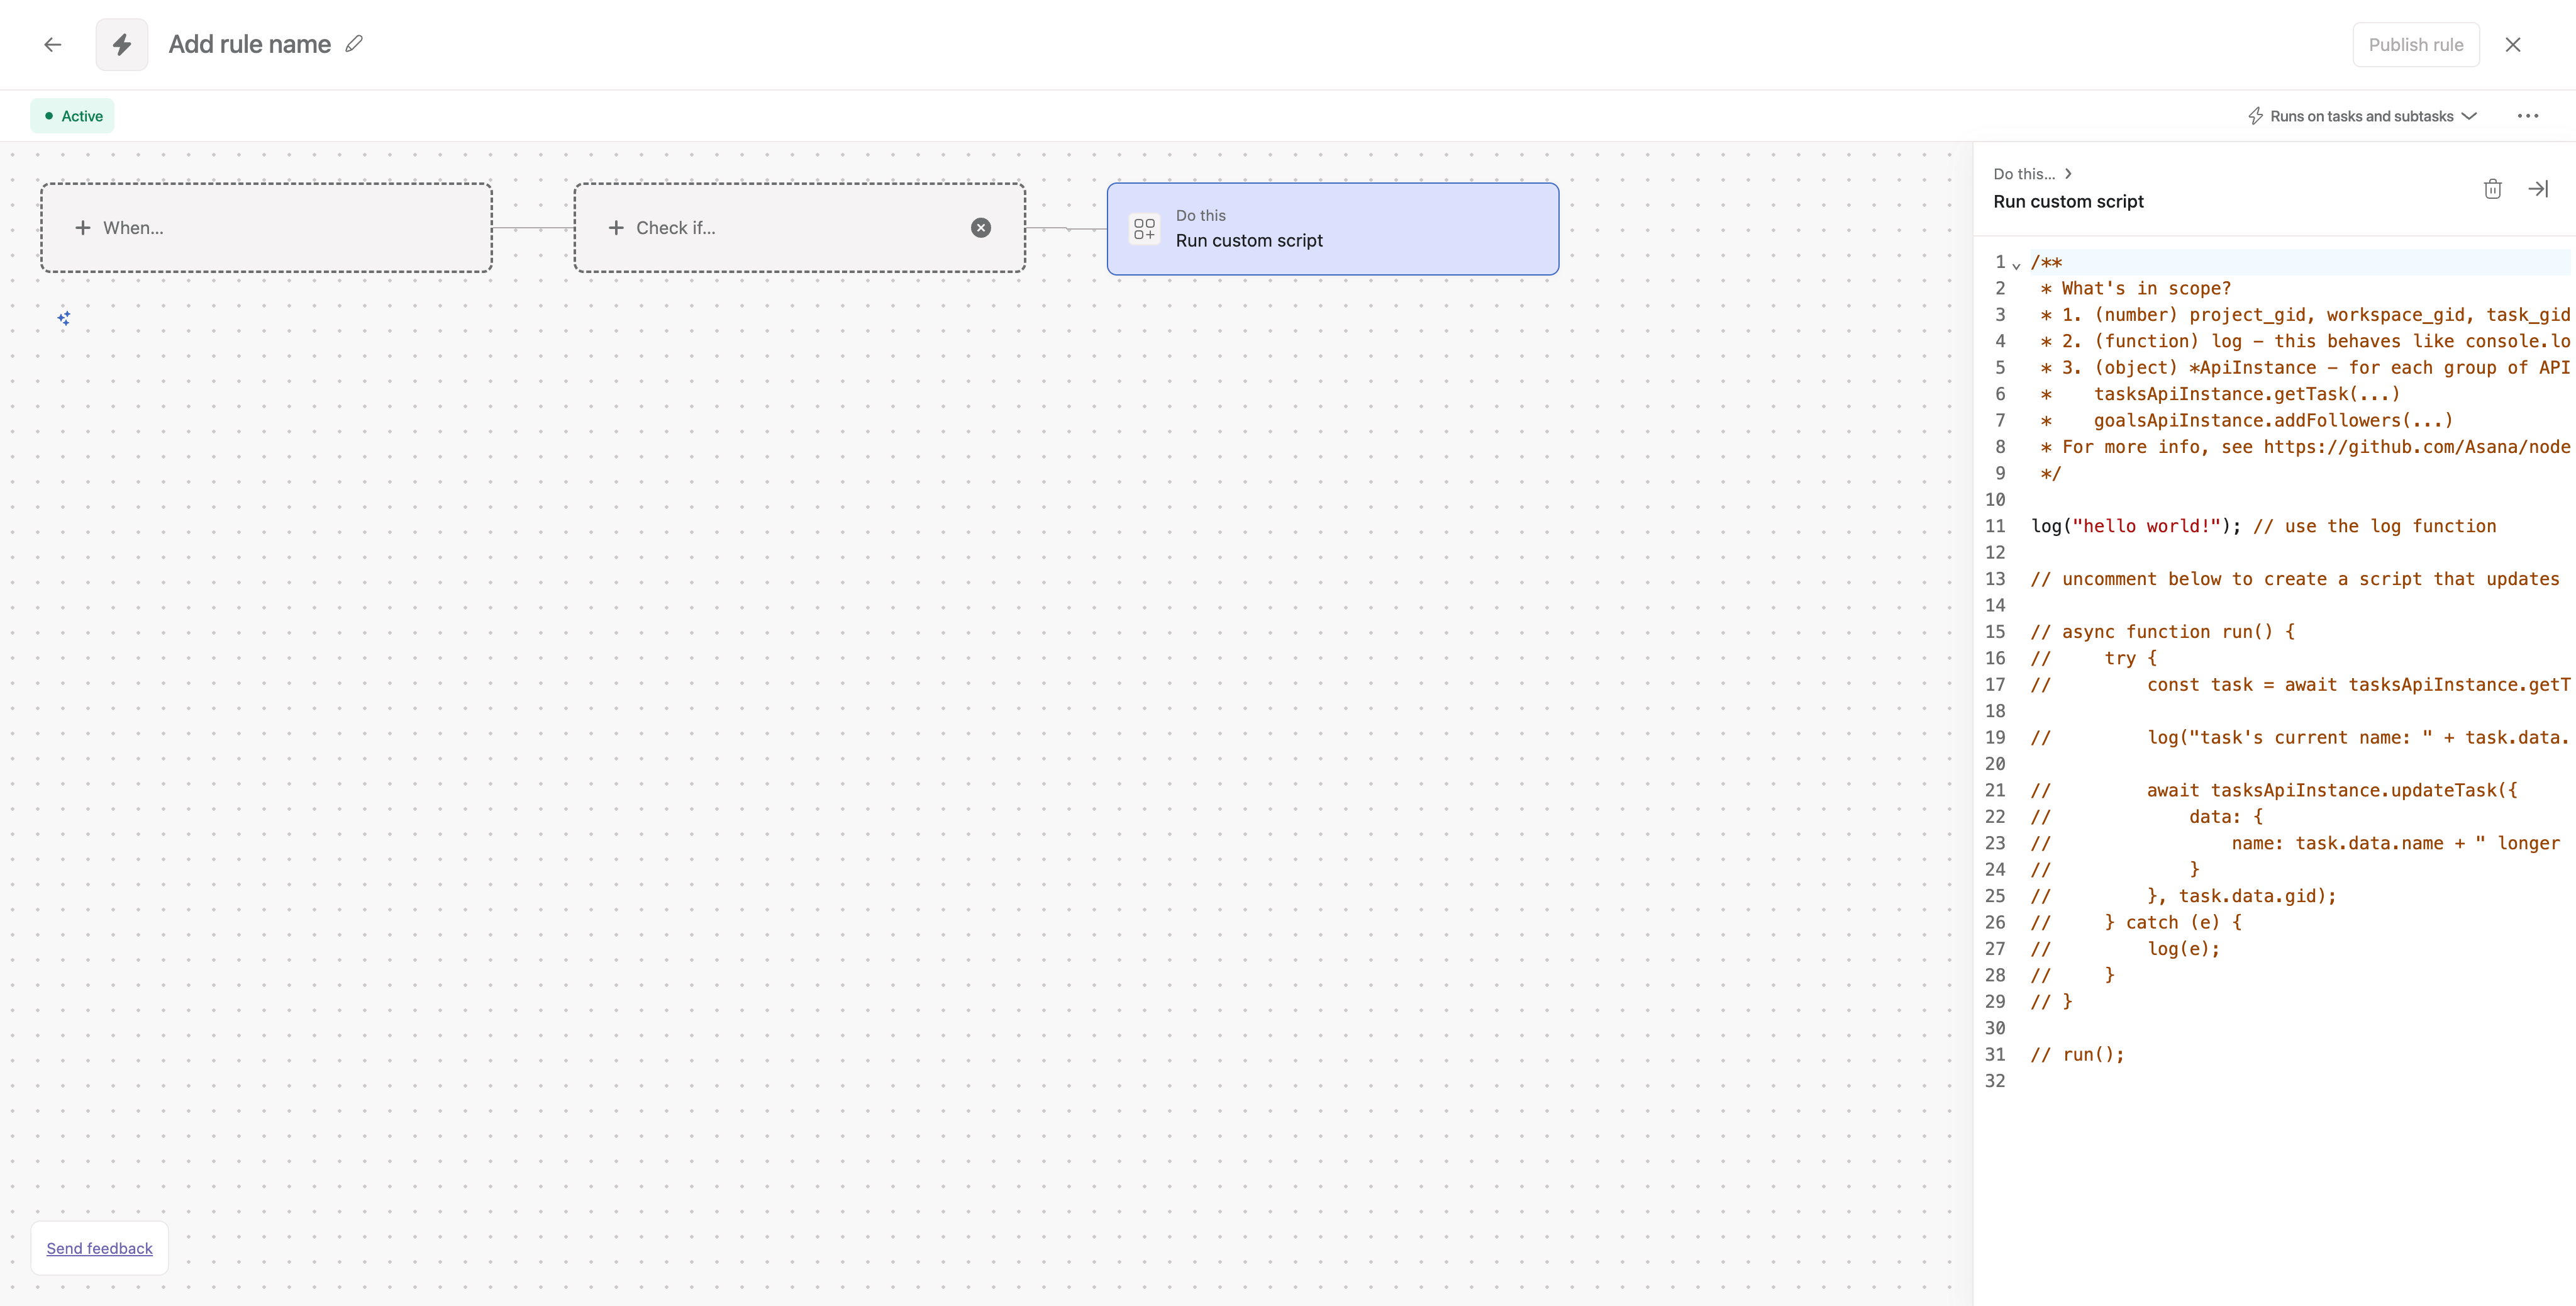 Add rule name
Publish rule
Active
Runs on tasks and subtasks
When...
Check if...
Do this
Run custom script
Do this...
Run custom script
1 /**
2 * What's in scope?
3 * 1. (number) project_gid, workspace_gid, task_gid
4 * 2. (function) log – this behaves like console.lo
5 * 3. (object) *ApiInstance – for each group of API
6 *    tasksApiInstance.getTask(...)
7 *    goalsApiInstance.addFollowers(...)
8 * For more info, see https://github.com/Asana/node
9 */
10
11 log("hello world!"); // use the log function
12
13 // uncomment below to create a script that updates
14
15 // async function run() {
16 //     try {
17 //         const task = await tasksApiInstance.getT
18
19 //         log("task's current name: " + task.data.
20
21 //         await tasksApiInstance.updateTask({
22 //             data: {
23 //                 name: task.data.name + " longer
24 //             }
25 //         }, task.data.gid);
26 //     } catch (e) {
27 //         log(e);
28 //     }
29 // }
30
31 // run();
32
Send feedback